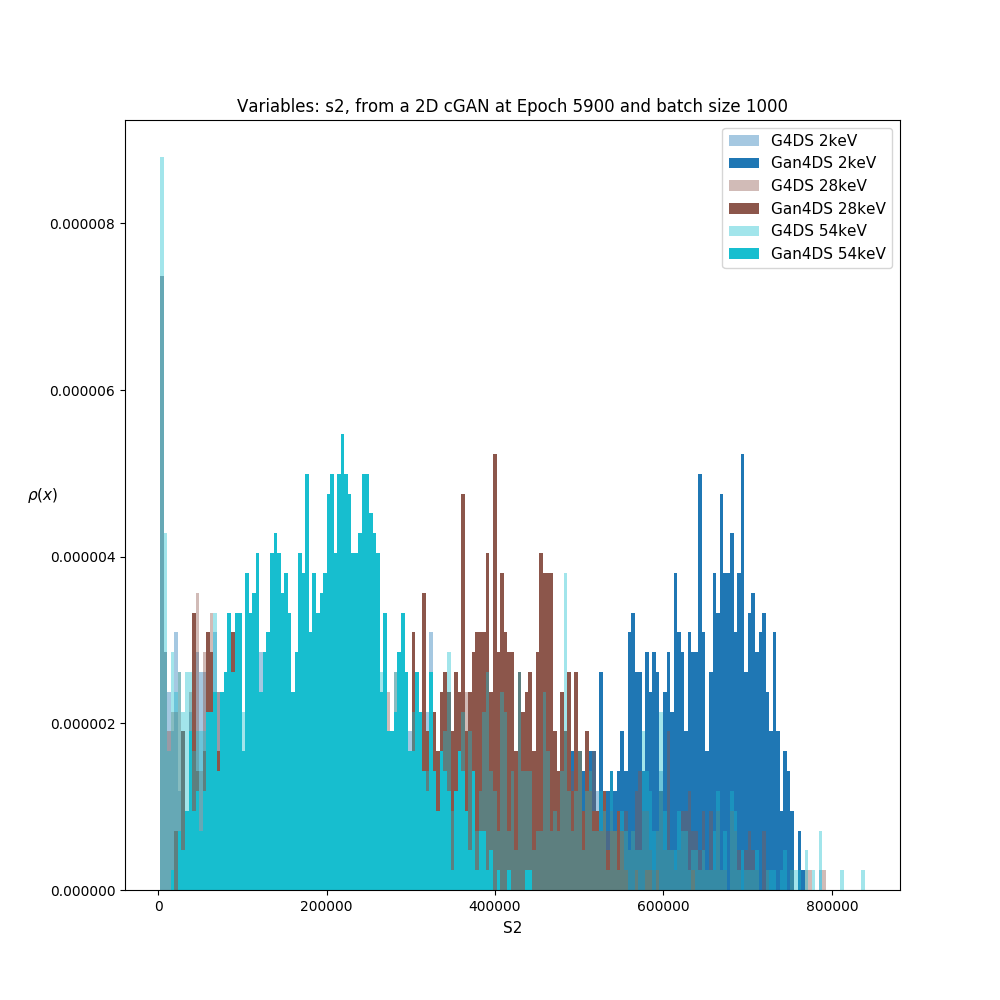 Variables: s2, from a 2D cGAN at Epoch 5900 and batch size 1000
G4DS 2keV
Gan4DS 2keV
G4DS 28keV
Gan4DS 28keV
G4DS 54keV
Gan4DS 54keV
0.000008
0.000006
ρ(x)
0.000004
0.000002
0.000000
0 200000 400000 600000 800000
S2